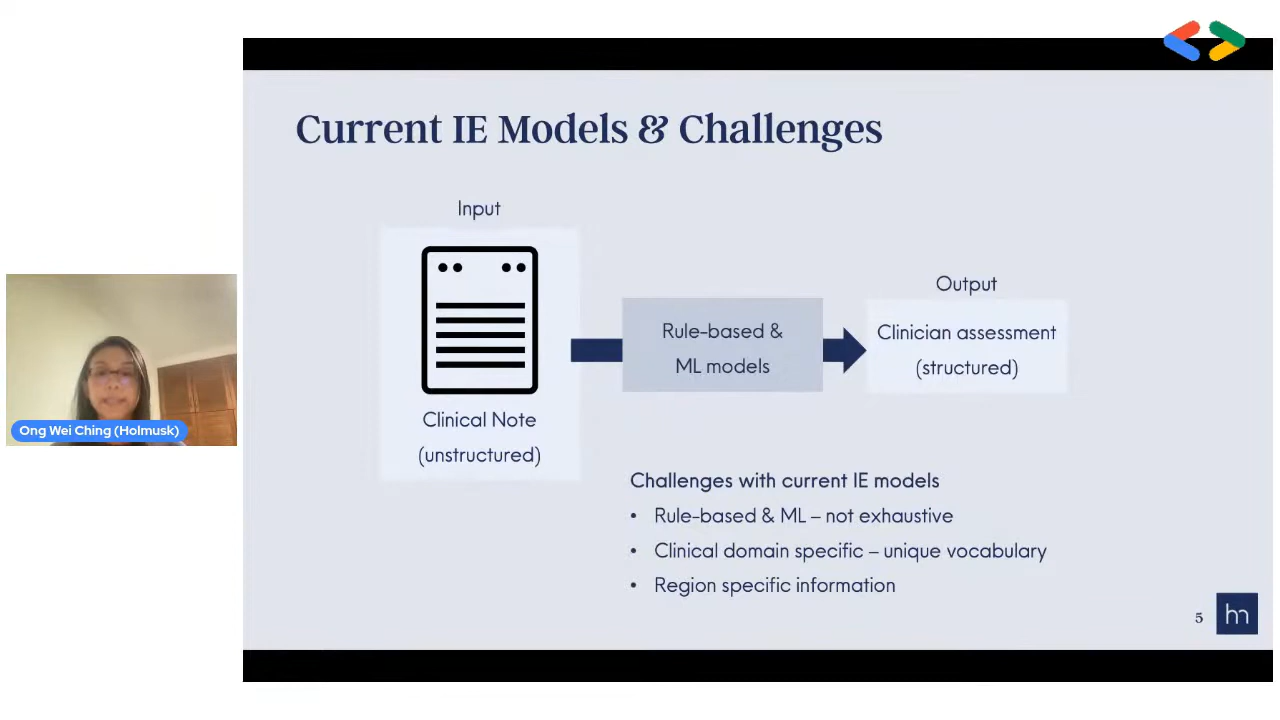 Current IE Models & Challenges
Input
Clinical Note
(unstructured)
Rule-based &
ML models
Output
Clinician assessment
(structured)
Challenges with current IE models
• Rule-based & ML – not exhaustive
• Clinical domain specific – unique vocabulary
• Region specific information
5
hm
Ong Wei Ching (Holmusk)